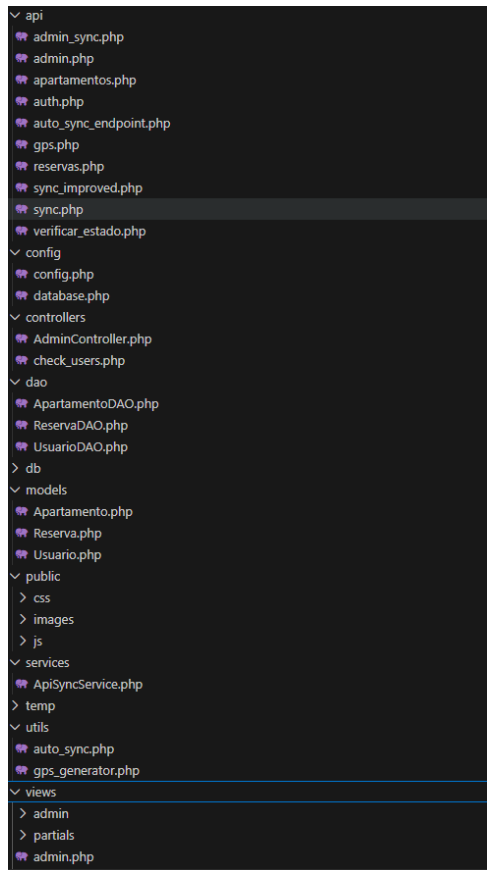 api
admin_sync.php
admin.php
apartamentos.php
auth.php
auto_sync_endpoint.php
gps.php
reservas.php
sync_improved.php
sync.php
verificar_estado.php
config
config.php
database.php
controllers
AdminController.php
check_users.php
dao
ApartamentoDAO.php
ReservaDAO.php
UsuarioDAO.php
db
models
Apartamento.php
Reserva.php
Usuario.php
public
css
images
js
services
ApiSyncService.php
temp
utils
auto_sync.php
gps_generator.php
views
admin
partials
admin.php